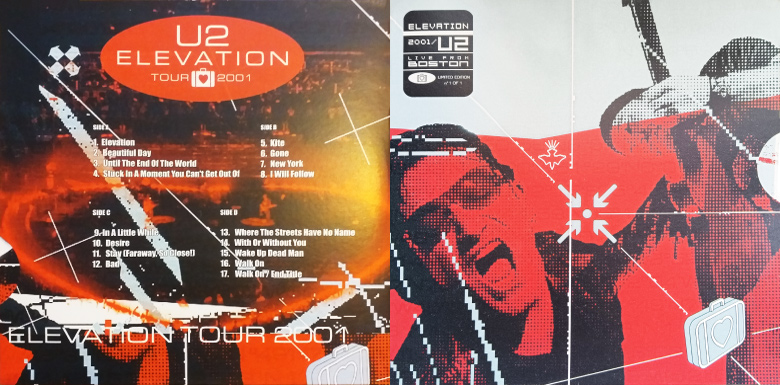 U2
ELEVATION
TOUR 2001
SIDE A
1. Elevation
2. Beautiful Day
3. Until The End Of The World
4. Stuck In A Moment You Can't Get Out Of
SIDE B
5. Kite
6. Gone
7. New York
8. I Will Follow
SIDE C
9. In A Little While
10. Desire
11. Stay (Faraway, So Close!)
12. Bad
SIDE D
13. Where The Streets Have No Name
14. With Or Without You
15. Wake Up Dead Man
16. Walk On
17. Walk On/ End Title
ELEVATION TOUR 2001
ELEVATION
2001/U2
LIVE FROM
BOSTON
LIMITED EDITION
n°1 OF 1